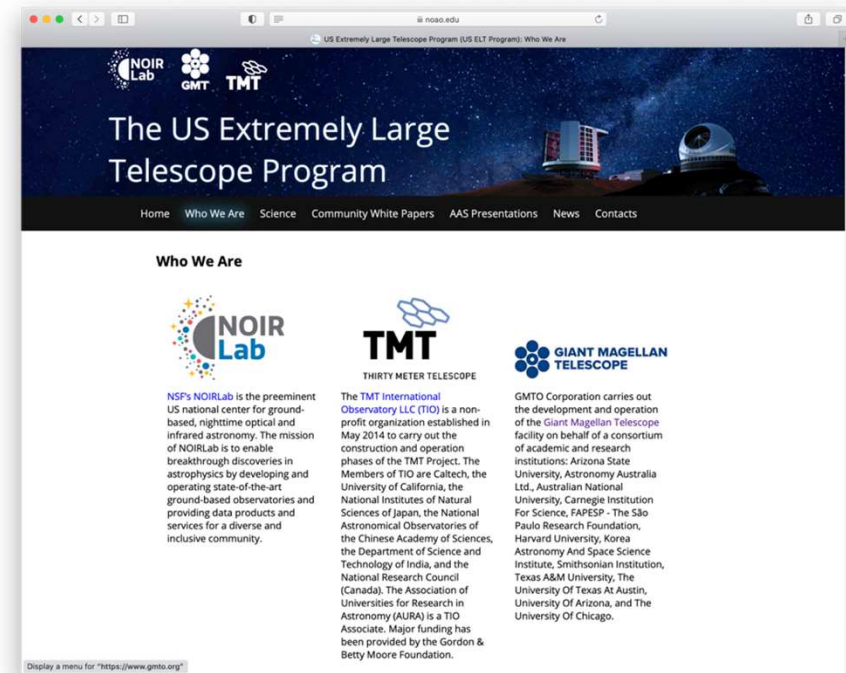 noao.edu
US Extremely Large Telescope Program (US ELT Program): Who We Are
NOIR
Lab
GMT
TMT
The US Extremely Large
Telescope Program
Home Who We Are Science Community White Papers AAS Presentations News Contacts
Who We Are
NOIR
Lab
NSF's NOIRLab is the preeminent
US national center for ground-
based, nighttime optical and
infrared astronomy. The mission
of NOIRLab is to enable
breakthrough discoveries in
astrophysics by developing and
operating state-of-the-art
ground-based observatories and
providing data products and
services for a diverse and
inclusive community.
TMT
THIRTY METER TELESCOPE
The TMT International
Observatory LLC (TIO) is a non-
profit organization established in
May 2014 to carry out the
construction and operation
phases of the TMT Project. The
Members of TIO are Caltech, the
University of California, the
National Institutes of Natural
Sciences of Japan, the National
Astronomical Observatories of
the Chinese Academy of Sciences,
the Department of Science and
Technology of India, and the
National Research Council
(Canada). The Association of
Universities for Research in
Astronomy (AURA) is a TIO
Associate. Major funding has
been provided by the Gordon &
Betty Moore Foundation.
GIANT MAGELLAN
TELESCOPE
GMTO Corporation carries out
the development and operation
of the Giant Magellan Telescope
facility on behalf of a consortium
of academic and research
institutions: Arizona State
University, Astronomy Australia
Ltd., Australian National
University, Carnegie Institution
For Science, FAPESP - The São
Paulo Research Foundation,
Harvard University, Korea
Astronomy And Space Science
Institute, Smithsonian Institution,
Texas A&M University, The
University Of Texas At Austin,
University Of Arizona, and The
University Of Chicago.
Display a menu for "https://www.gmto.org"